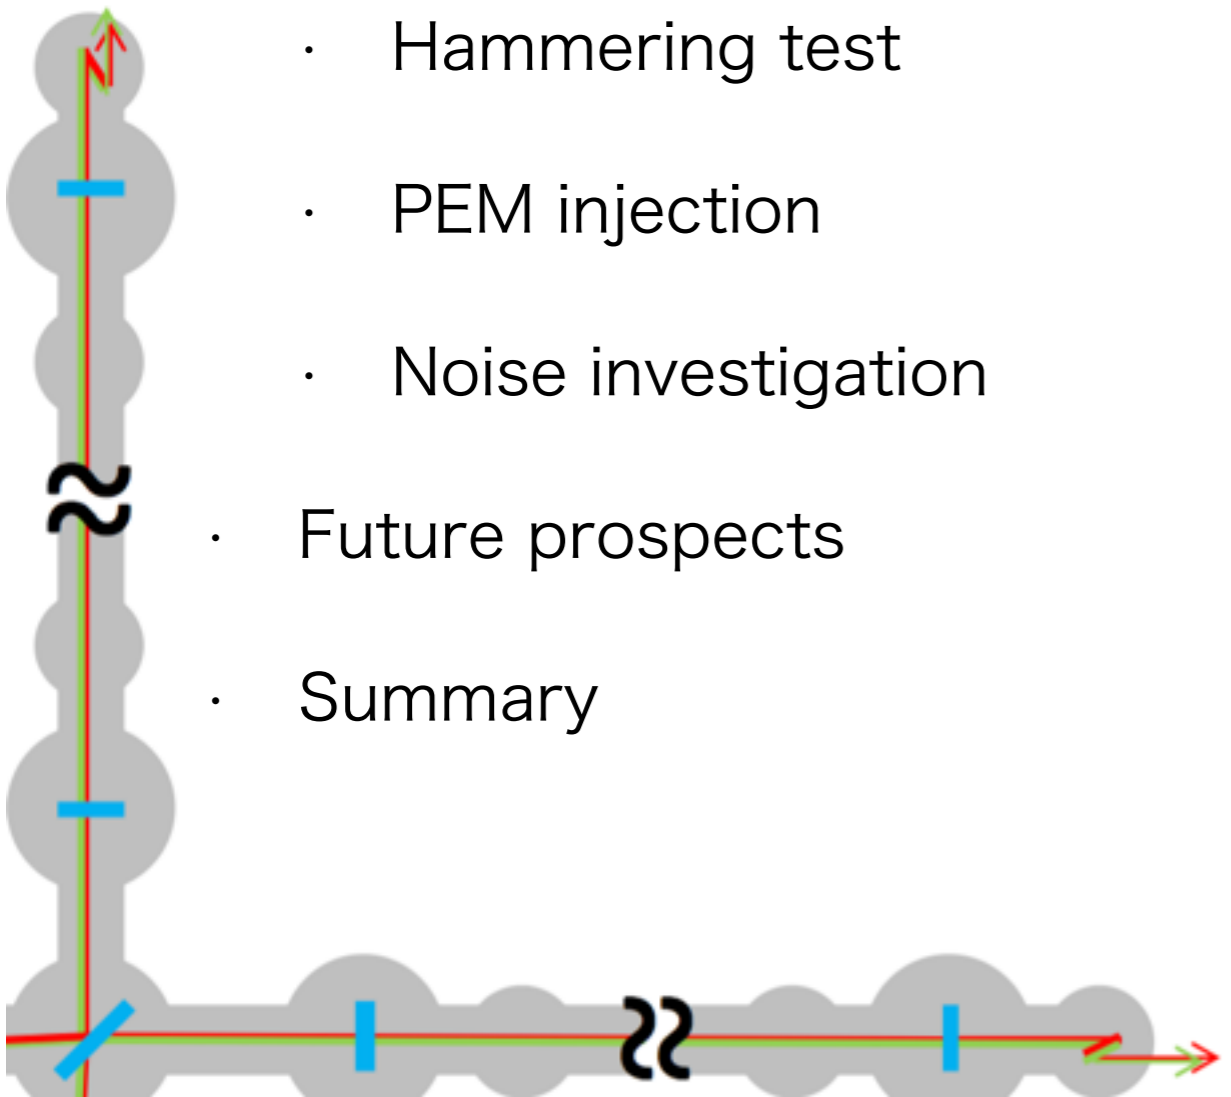 · Hammering test
· PEM injection
· Noise investigation
· Future prospects
· Summary